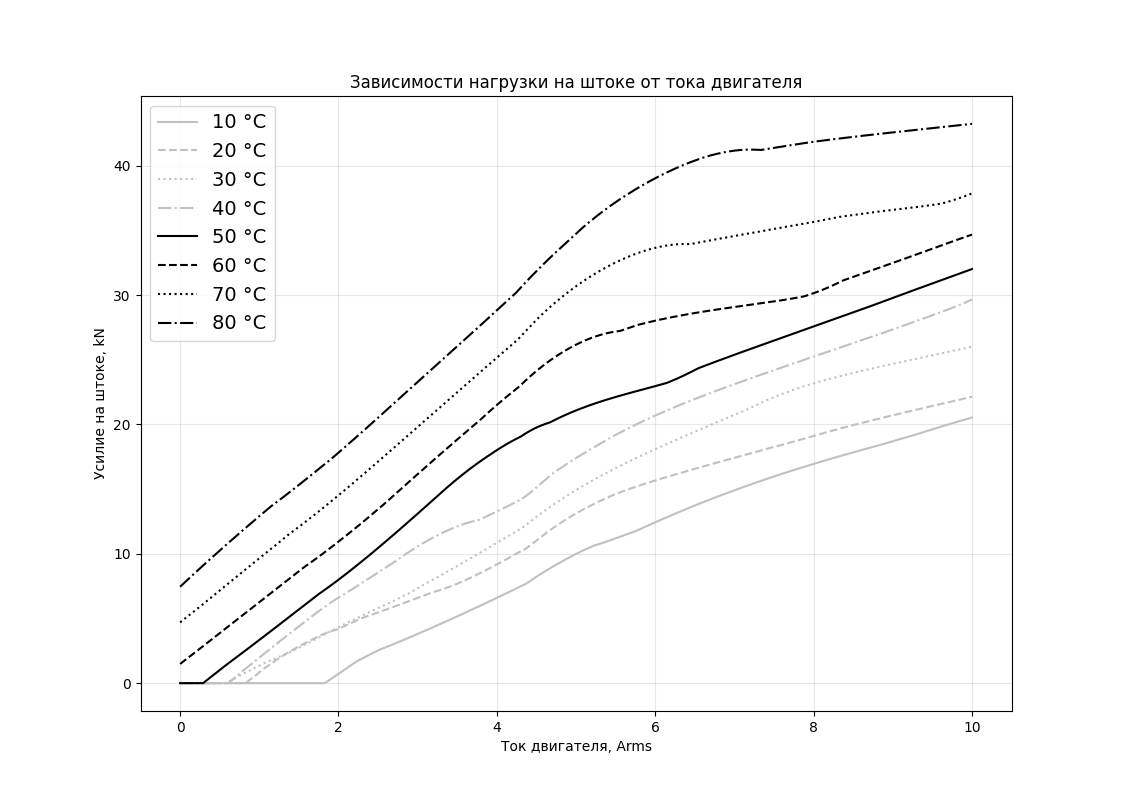 Зависимости нагрузки на штоке от тока двигателя
10 °C
20 °C
30 °C
40 °C
50 °C
60 °C
70 °C
80 °C
Усилие на штоке, kN
40
30
20
10
0
0 2 4 6 8 10
Ток двигателя, Arms